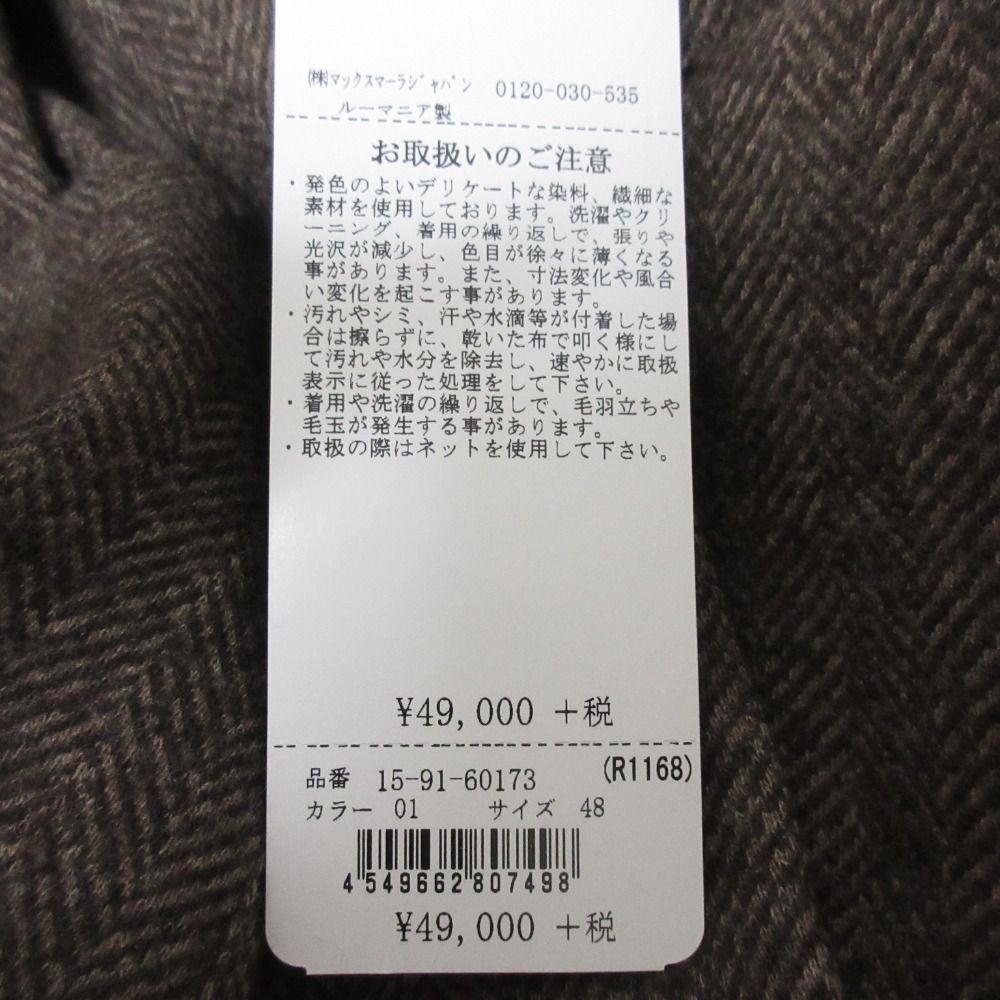 ㈱マックスマーラジャパン 0120-030-535
ルーマニア製
お取扱いのご注意
・発色のよいデリケートな染料、繊細な
素材を使用しております。洗濯やクリ
ーニング、着用の繰り返しで、張りや
光沢が減少し、色目が徐々に薄くなる
事があります。また、寸法変化や風合
い変化を起こす事があります。
・汚れやシミ、汗や水滴等が付着した場
合は擦らずに、乾いた布で叩く様にし
て汚れや水分を除去し、速やかに取扱
表示に従った処理をして下さい。
・着用や洗濯の繰り返しで、毛羽立ちや
毛玉が発生する事があります。
・取扱の際はネットを使用して下さい。
¥49,000 +税
品番 15-91-60173 (R1168)
カラー 01 サイズ 48
4549662807498
¥49,000 +税